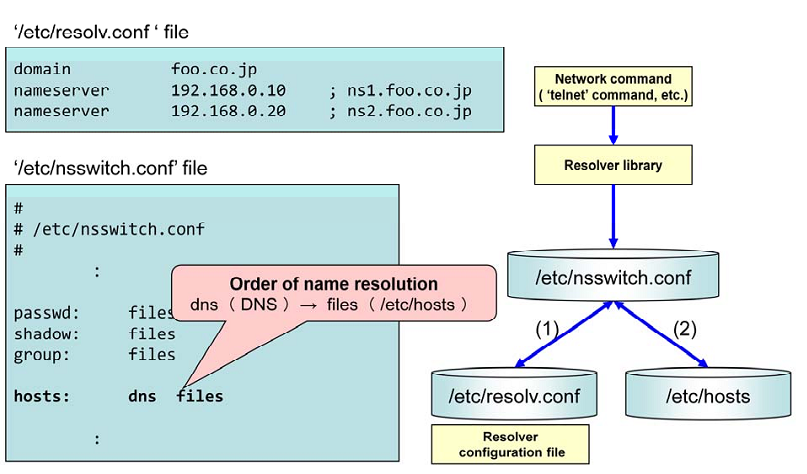 ‘/etc/resolv.conf ‘ file
domain foo.co.jp
nameserver 192.168.0.10 ; ns1.foo.co.jp
nameserver 192.168.0.20 ; ns2.foo.co.jp
‘/etc/nsswitch.conf’ file
#
# /etc/nsswitch.conf
#
:
Order of name resolution
dns ( DNS ) → files ( /etc/hosts )
passwd: files
shadow: files
group: files
hosts: dns files
:
Network command
( ‘telnet’ command, etc.)
Resolver library
/etc/nsswitch.conf
(1)
(2)
/etc/resolv.conf
/etc/hosts
Resolver
configuration file